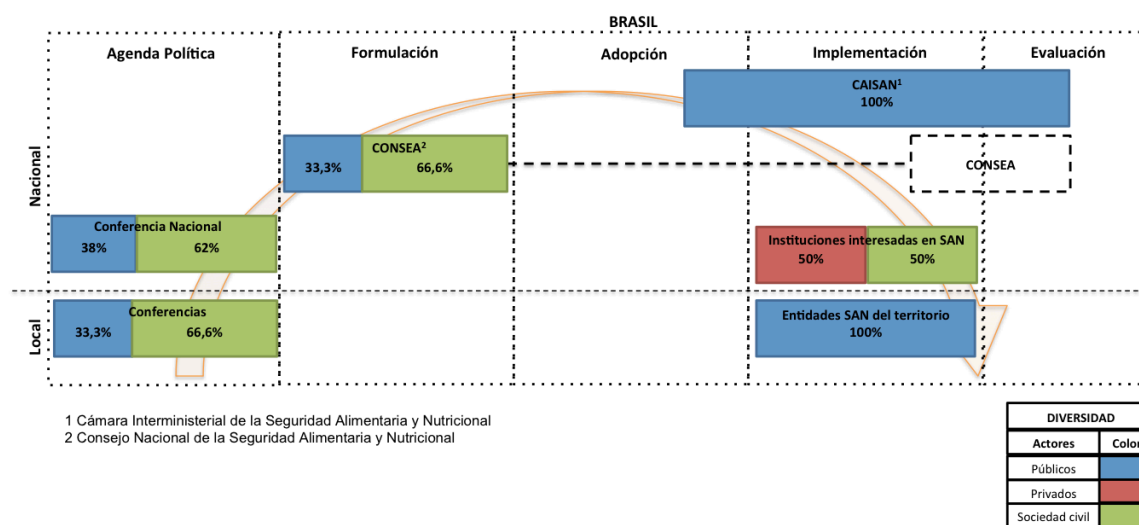 BRASIL
Agenda Política
Formulación
Adopción
Implementación
Evaluación
Nacional
CAISAN1
100%
CONSEA2
33,3%
66,6%
CONSEA
Conferencia Nacional
38%
62%
Instituciones interesadas en SAN
50%
50%
Local
Conferencias
33,3%
66,6%
Entidades SAN del territorio
100%
1 Cámara Interministerial de la Seguridad Alimentaria y Nutricional
2 Consejo Nacional de la Seguridad Alimentaria y Nutricional
DIVERSIDAD
Actores
Color
Públicos
Privados
Sociedad civil